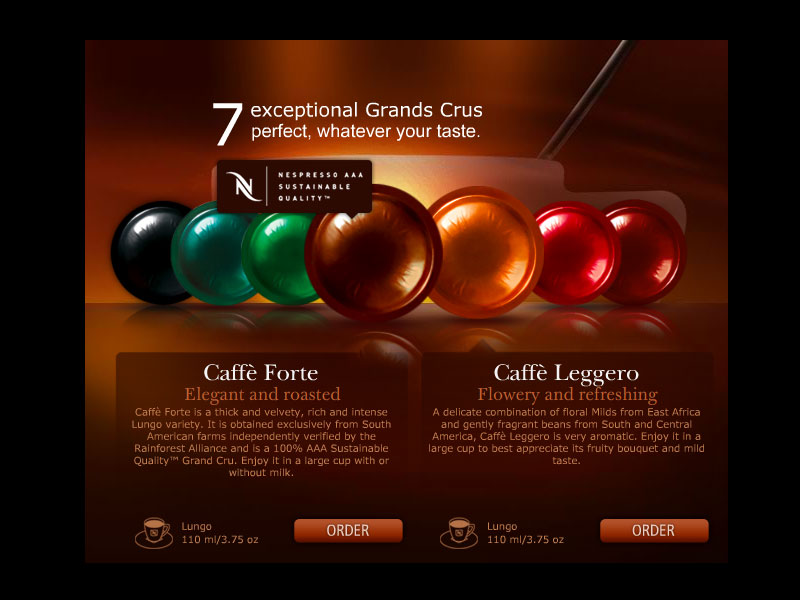 7 exceptional Grands Crus
perfect, whatever your taste.
N NESPRESSO AAA
SUSTAINABLE
QUALITY™
Caffè Forte
Elegant and roasted
Caffè Forte is a thick and velvety, rich and intense
Lungo variety. It is obtained exclusively from South
American farms independently verified by the
Rainforest Alliance and is a 100% AAA Sustainable
Quality™ Grand Cru. Enjoy it in a large cup with or
without milk.
Lungo
110 ml/3.75 oz
ORDER
Caffè Leggero
Flowery and refreshing
A delicate combination of floral Milds from East Africa
and gently fragrant beans from South and Central
America, Caffè Leggero is very aromatic. Enjoy it in a
large cup to best appreciate its fruity bouquet and mild
taste.
Lungo
110 ml/3.75 oz
ORDER